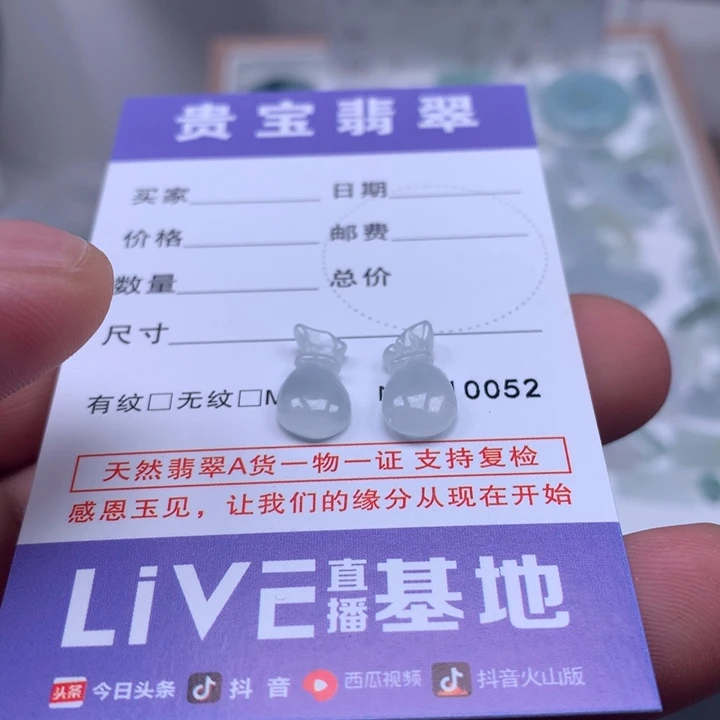 贵宝翡翠
买家 日期
价格 邮费
数量 总价
尺寸
有纹□无纹□M 10052
天然翡翠A货一物一证 支持复检
感恩玉见，让我们的缘分从现在开始
LiVE直播基地
头条 今日头条 抖音 西瓜视频 抖音火山版